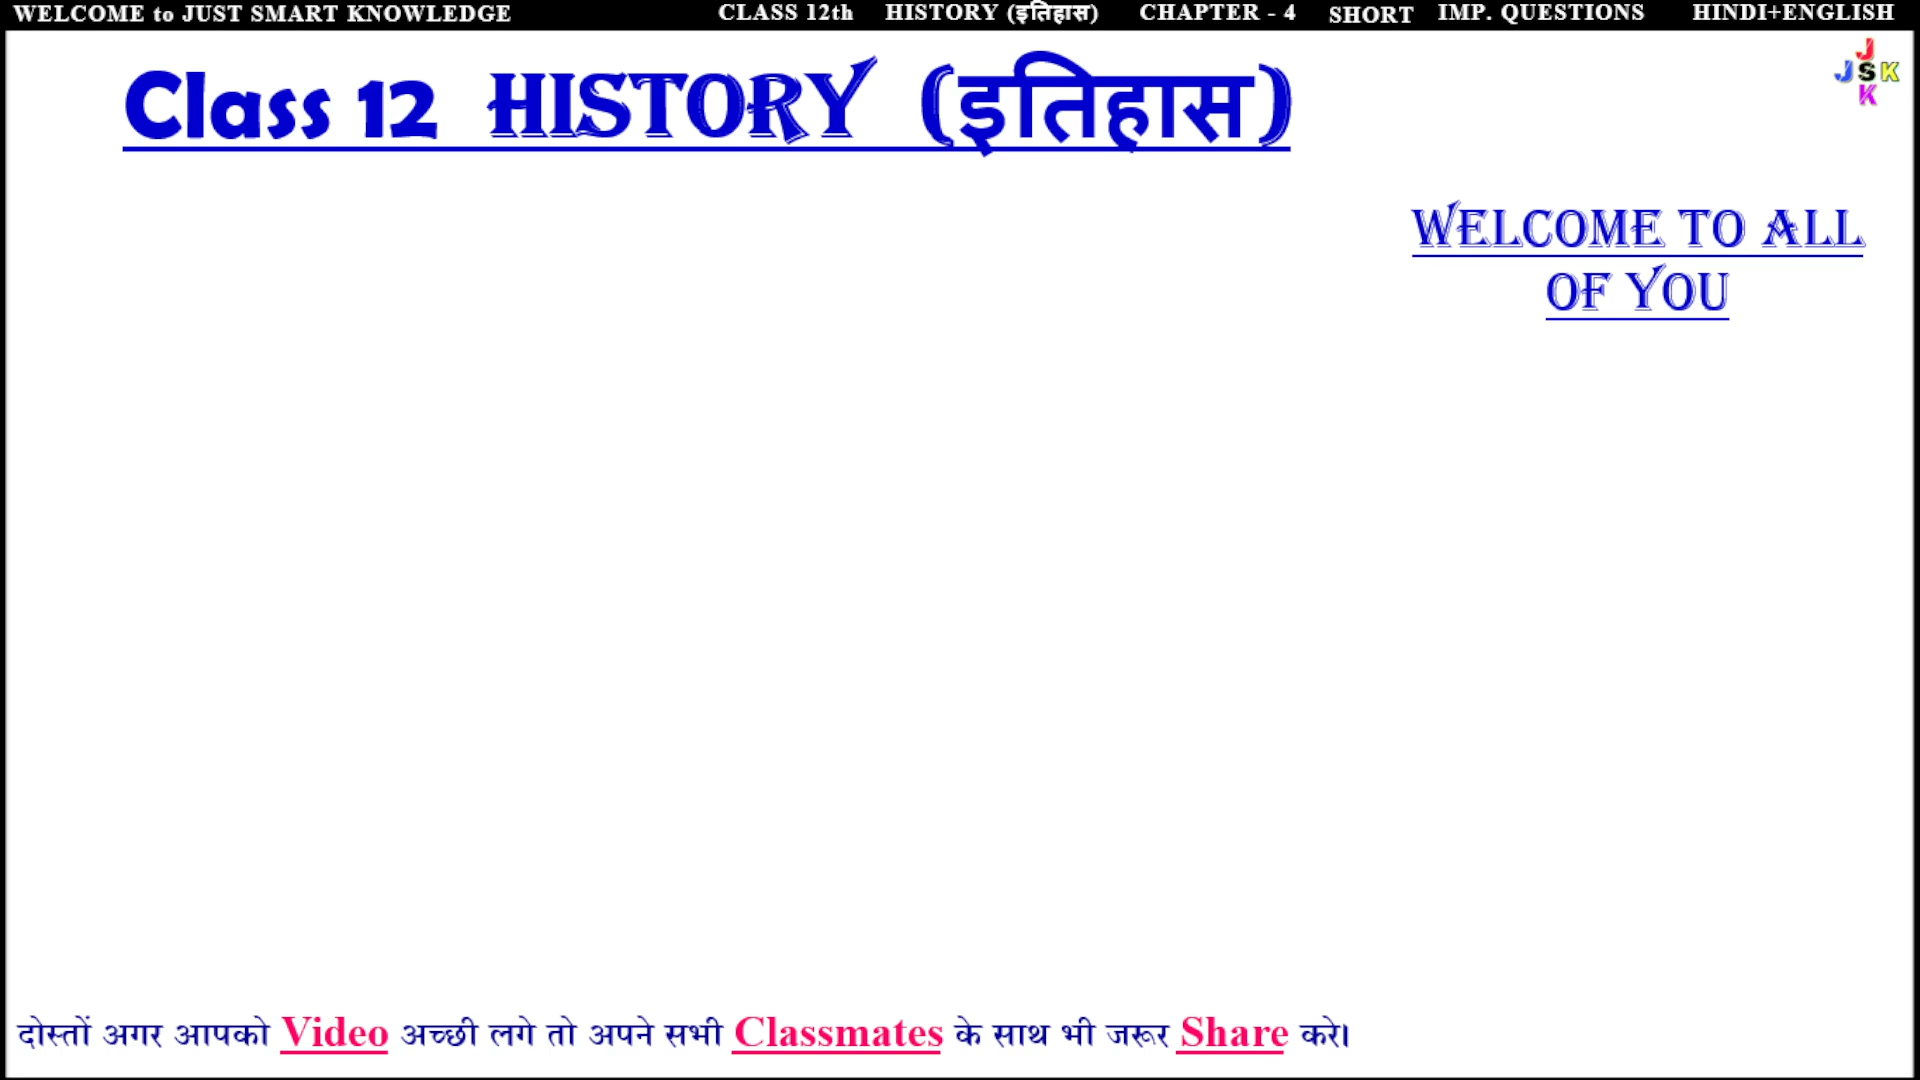 WELCOME to JUST SMART KNOWLEDGE CLASS 12th HISTORY (इतिहास) CHAPTER - 4 SHORT IMP. QUESTIONS HINDI+ENGLISH
J
JSK
K
Class 12 HISTORY (इतिहास)
WELCOME TO ALL
OF YOU
दोस्तों अगर आपको Video अच्छी लगे तो अपने सभी Classmates के साथ भी जरूर Share करे।